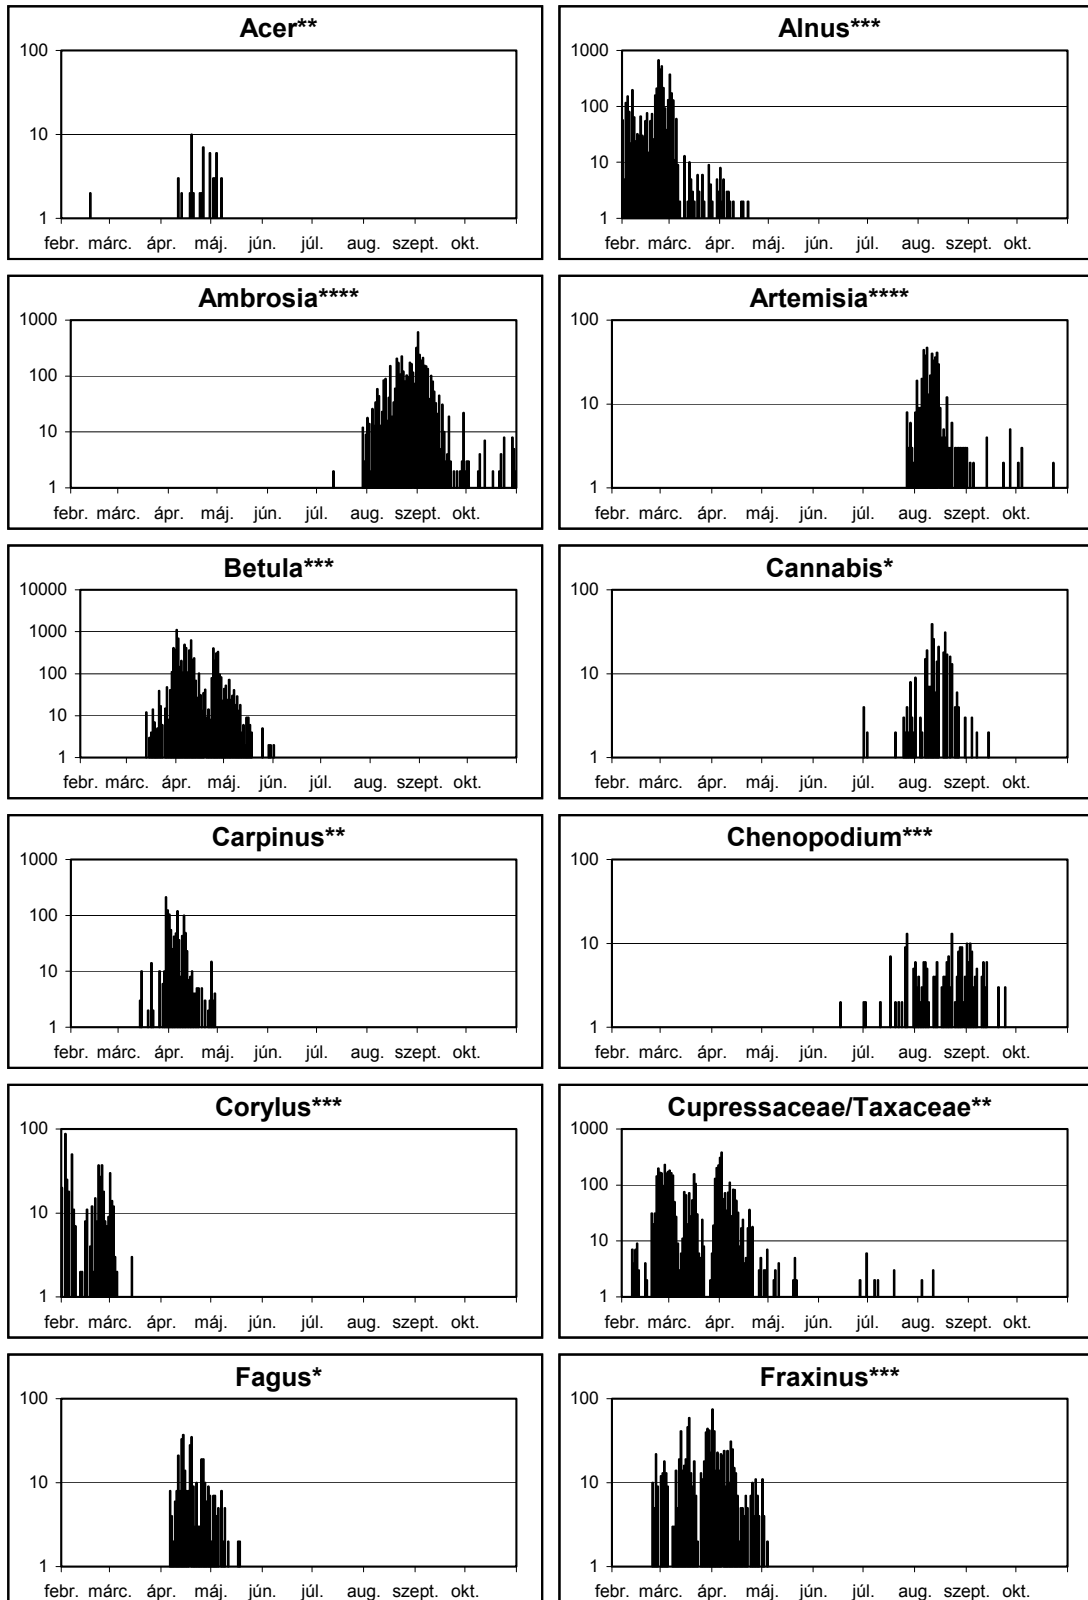 Acer**
100
10
1
febr. márc. ápr. máj. jún. júl. aug. szept. okt.
Alnus***
1000
100
10
1
febr. márc. ápr. máj. jún. júl. aug. szept. okt.
Ambrosia****
1000
100
10
1
febr. márc. ápr. máj. jún. júl. aug. szept. okt.
Artemisia****
100
10
1
febr. márc. ápr. máj. jún. júl. aug. szept. okt.
Betula***
10000
1000
100
10
1
febr. márc. ápr. máj. jún. júl. aug. szept. okt.
Cannabis*
100
10
1
febr. márc. ápr. máj. jún. júl. aug. szept. okt.
Carpinus**
1000
100
10
1
febr. márc. ápr. máj. jún. júl. aug. szept. okt.
Chenopodium***
100
10
1
febr. márc. ápr. máj. jún. júl. aug. szept. okt.
Corylus***
100
10
1
febr. márc. ápr. máj. jún. júl. aug. szept. okt.
Cupressaceae/Taxaceae**
1000
100
10
1
febr. márc. ápr. máj. jún. júl. aug. szept. okt.
Fagus*
100
10
1
febr. márc. ápr. máj. jún. júl. aug. szept. okt.
Fraxinus***
100
10
1
febr. márc. ápr. máj. jún. júl. aug. szept. okt.